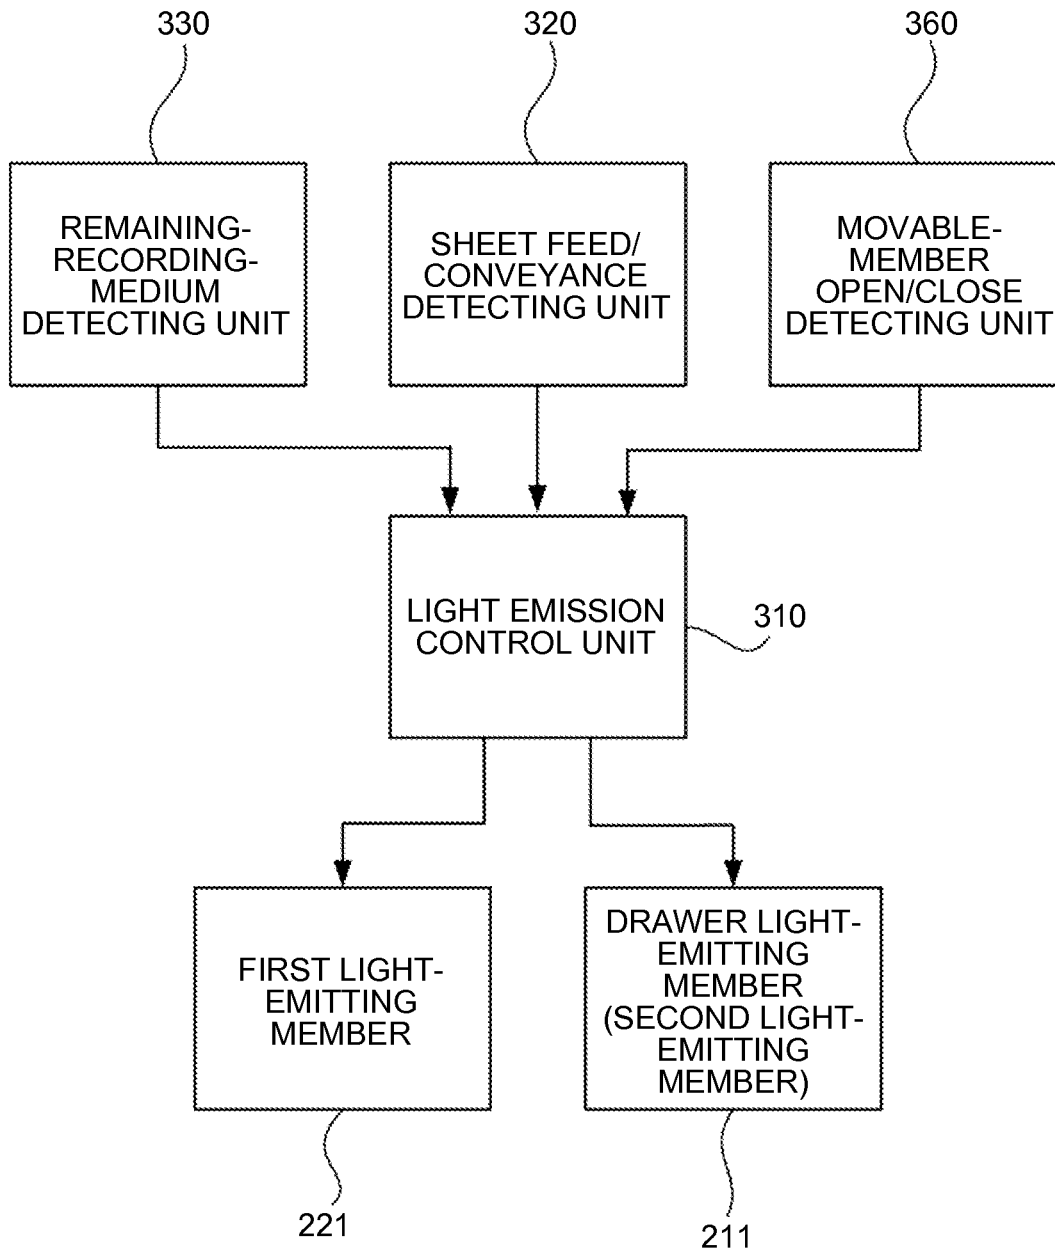 330
320
360
REMAINING-
RECORDING-
MEDIUM
DETECTING UNIT
SHEET FEED/
CONVEYANCE
DETECTING UNIT
MOVABLE-
MEMBER
OPEN/CLOSE
DETECTING UNIT
LIGHT EMISSION
CONTROL UNIT
310
FIRST LIGHT-
EMITTING
MEMBER
DRAWER LIGHT-
EMITTING
MEMBER
(SECOND LIGHT-
EMITTING
MEMBER)
221
211